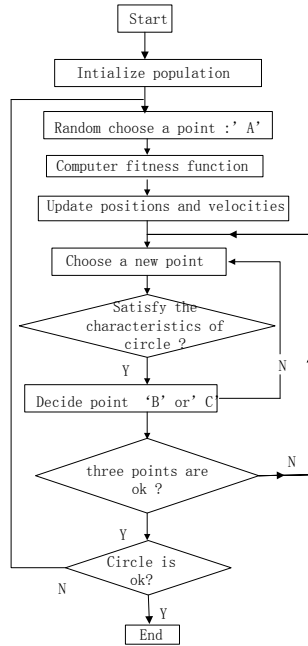 Start
Intialize population
Random choose a point :’ A’
Computer fitness function
Update positions and velocities
Choose a new point
Satisfy the
characteristics of
circle ?
N
Y
Decide point ‘B’ or’ C’
three points are
ok ?
N
Y
Circle is
ok?
N
Y
End